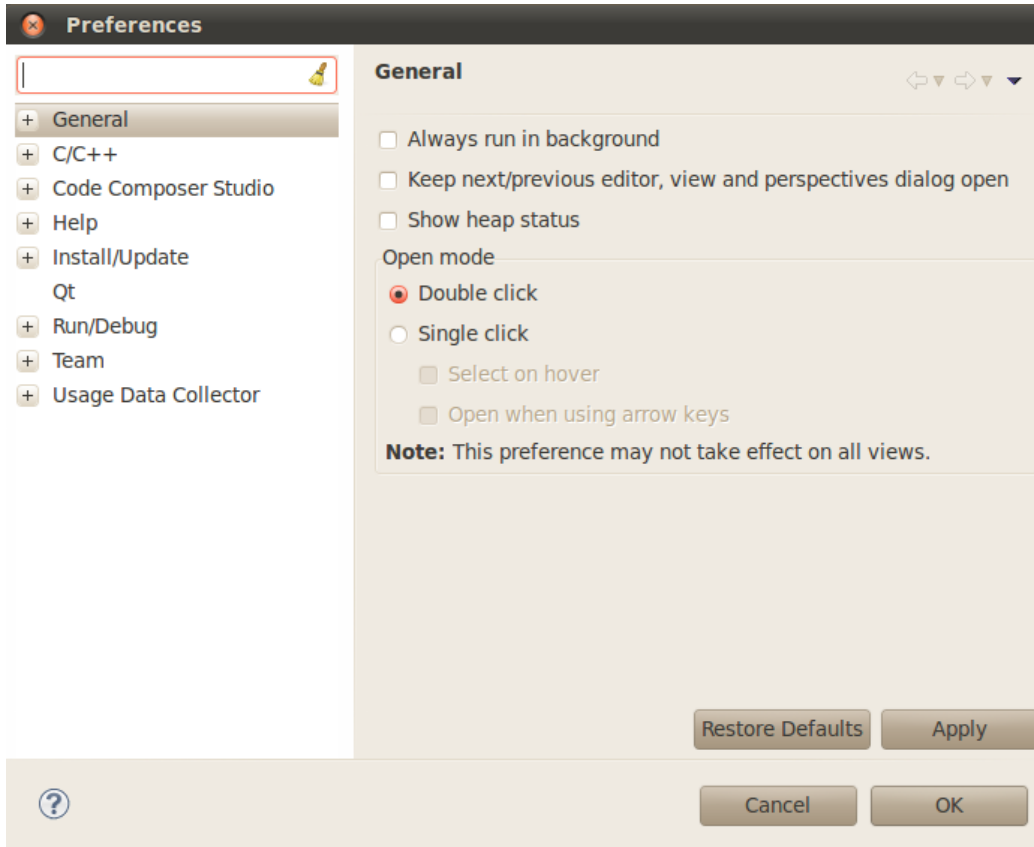 Preferences
General
C/C++
Code Composer Studio
Help
Install/Update
Qt
Run/Debug
Team
Usage Data Collector
General
Always run in background
Keep next/previous editor, view and perspectives dialog open
Show heap status
Open mode
Double click
Single click
Select on hover
Open when using arrow keys
Note: This preference may not take effect on all views.
Restore Defaults
Apply
Cancel
OK